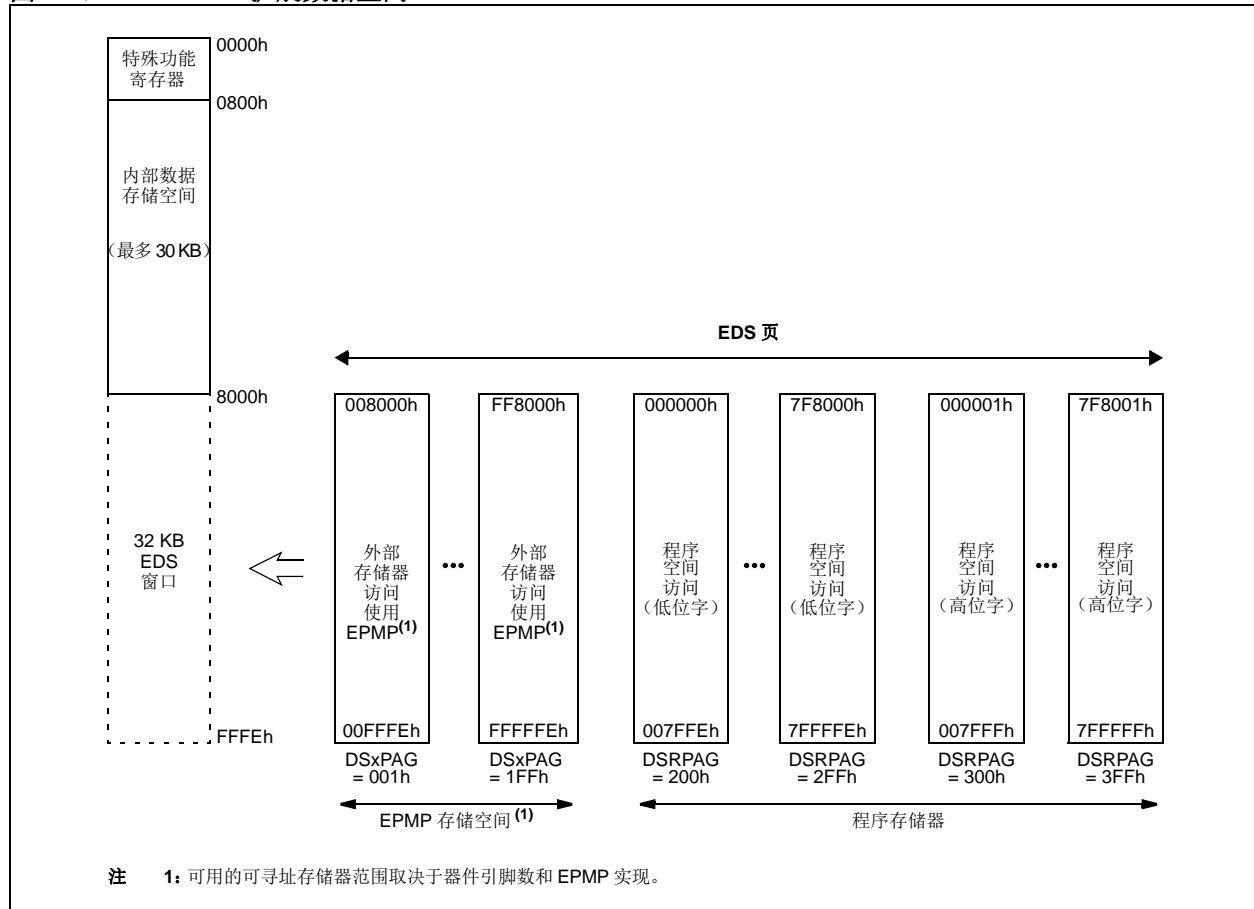 0000h
特殊功能
寄存器
0800h
内部数据
存储空间
（最多 30 KB）
EDS 页
8000h
008000h
FF8000h
000000h
7F8000h
000001h
7F8001h
32 KB
EDS
窗口
外部
存储器
访问
使用
EPMP(1)
•••
外部
存储器
访问
使用
EPMP(1)
程序
空间
访问
（低位字）
•••
程序
空间
访问
（低位字）
程序
空间
访问
（高位字）
•••
程序
空间
访问
（高位字）
FFFEh
00FFFEh
FFFFFEh
007FFEh
7FFFFEh
007FFFh
7FFFFFh
DSxPAG
= 001h
DSxPAG
= 1FFh
DSRPAG
= 200h
DSRPAG
= 2FFh
DSRPAG
= 300h
DSRPAG
= 3FFh
EPMP 存储空间 (1)
程序存储器
注 1: 可用的可寻址存储器范围取决于器件引脚数和 EPMP 实现。